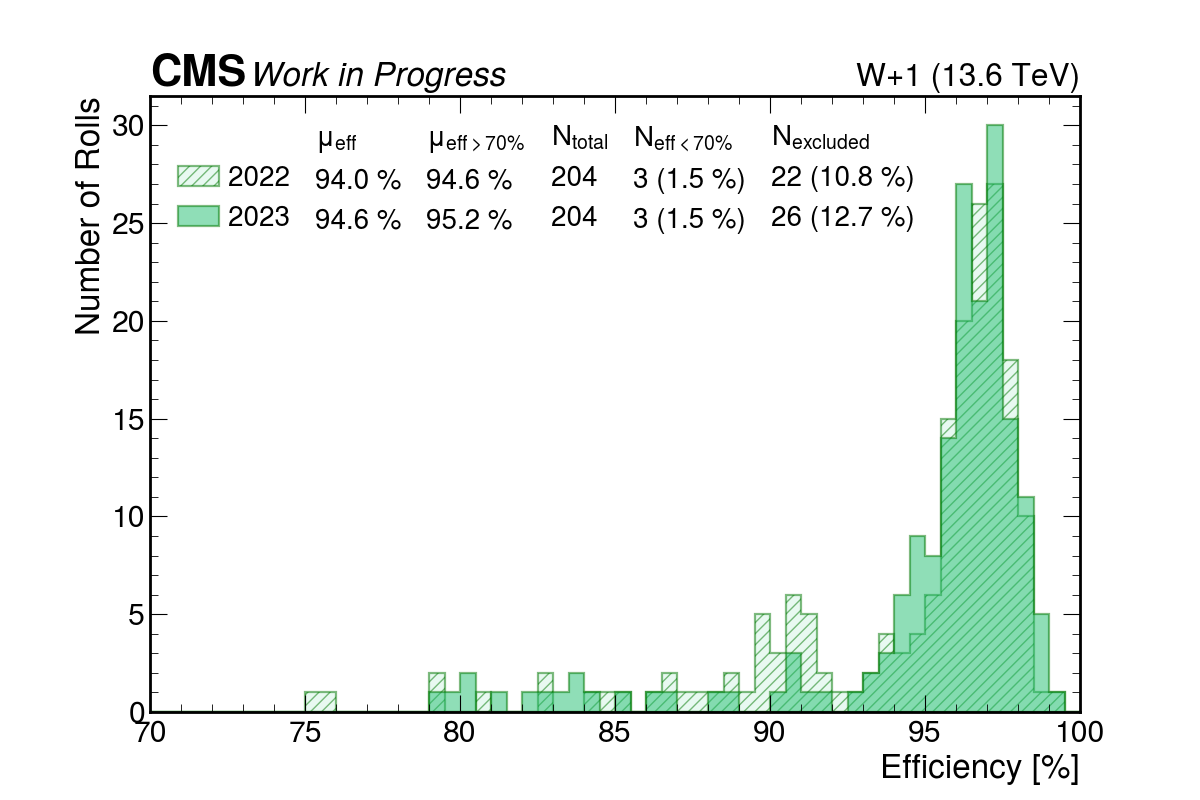 CMS Work in Progress W+1 (13.6 TeV)
Number of Rolls
μeff μeff > 70% Ntotal Neff < 70% Nexcluded
2022 94.0 % 94.6 % 204 3 (1.5 %) 22 (10.8 %)
2023 94.6 % 95.2 % 204 3 (1.5 %) 26 (12.7 %)
30
25
20
15
10
5
0
70 75 80 85 90 95 100
Efficiency [%]